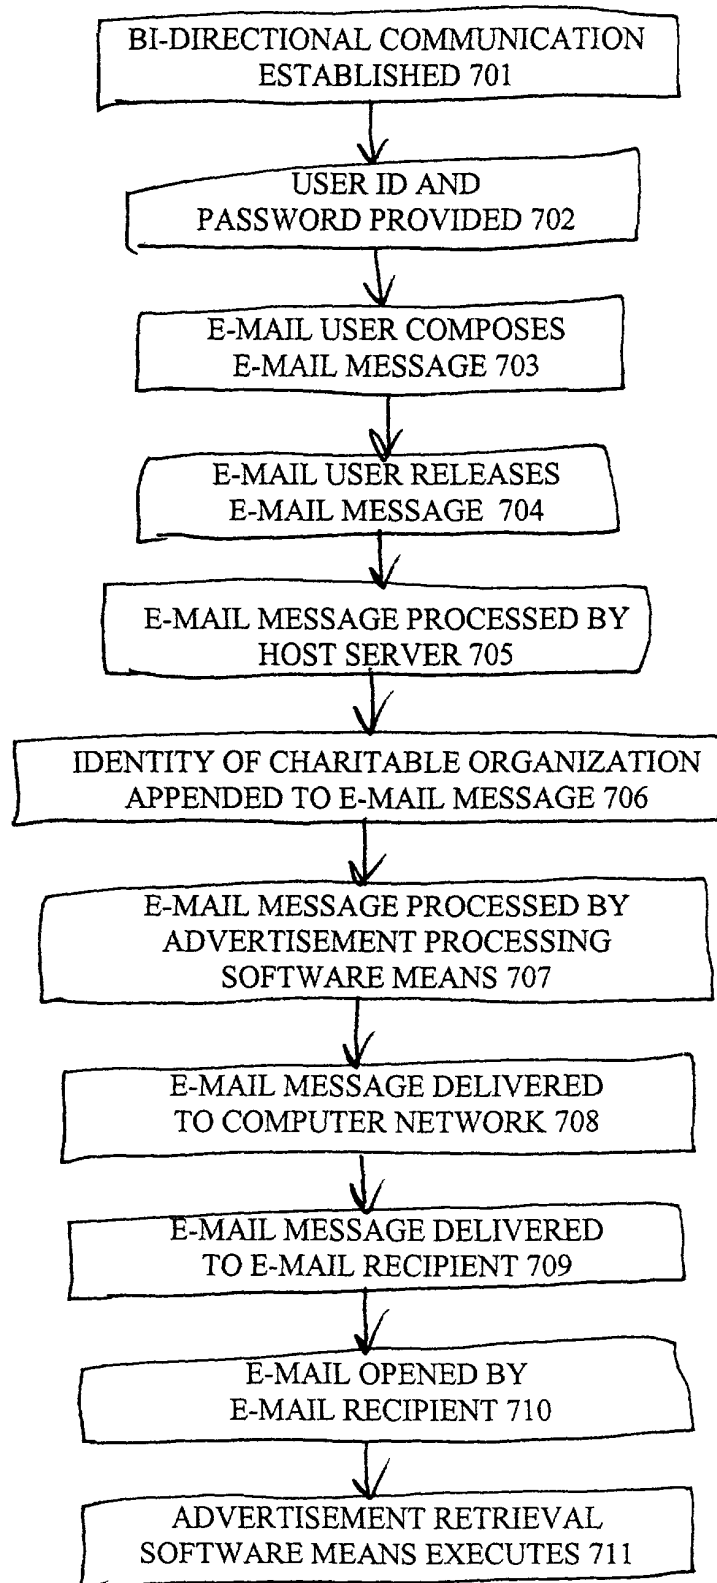 BI-DIRECTIONAL COMMUNICATION
ESTABLISHED 701
USER ID AND
PASSWORD PROVIDED 702
E-MAIL USER COMPOSES
E-MAIL MESSAGE 703
E-MAIL USER RELEASES
E-MAIL MESSAGE 704
E-MAIL MESSAGE PROCESSED BY
HOST SERVER 705
IDENTITY OF CHARITABLE ORGANIZATION
APPENDED TO E-MAIL MESSAGE 706
E-MAIL MESSAGE PROCESSED BY
ADVERTISEMENT PROCESSING
SOFTWARE MEANS 707
E-MAIL MESSAGE DELIVERED
TO COMPUTER NETWORK 708
E-MAIL MESSAGE DELIVERED
TO E-MAIL RECIPIENT 709
E-MAIL OPENED BY
E-MAIL RECIPIENT 710
ADVERTISEMENT RETRIEVAL
SOFTWARE MEANS EXECUTES 711